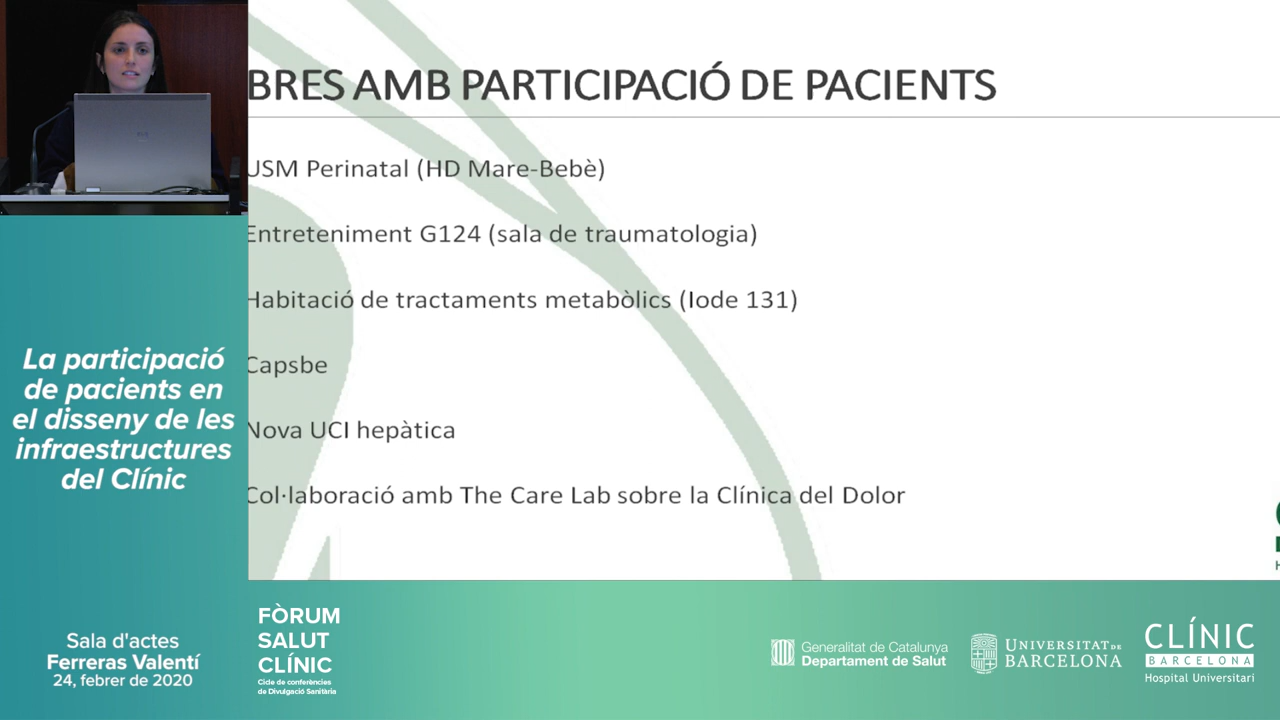 BRES AMB PARTICIPACIÓ DE PACIENTS
USM Perinatal (HD Mare-Bebè)
Entreteniment G124 (sala de traumatologia)
Habitació de tractaments metabòlics (Iode 131)
Capsbe
Nova UCI hepàtica
Col·laboració amb The Care Lab sobre la Clínica del Dolor
La participació
de pacients en
el disseny de les
infraestructures
del Clínic
Sala d'actes
Ferreras Valentí
24, febrer de 2020
FÒRUM
SALUT
CLÍNIC
Cicle de conferències
de Divulgació Sanitària
Generalitat de Catalunya
Departament de Salut
UNIVERSITAT DE
BARCELONA
CLÍNIC
BARCELONA
Hospital Universitari